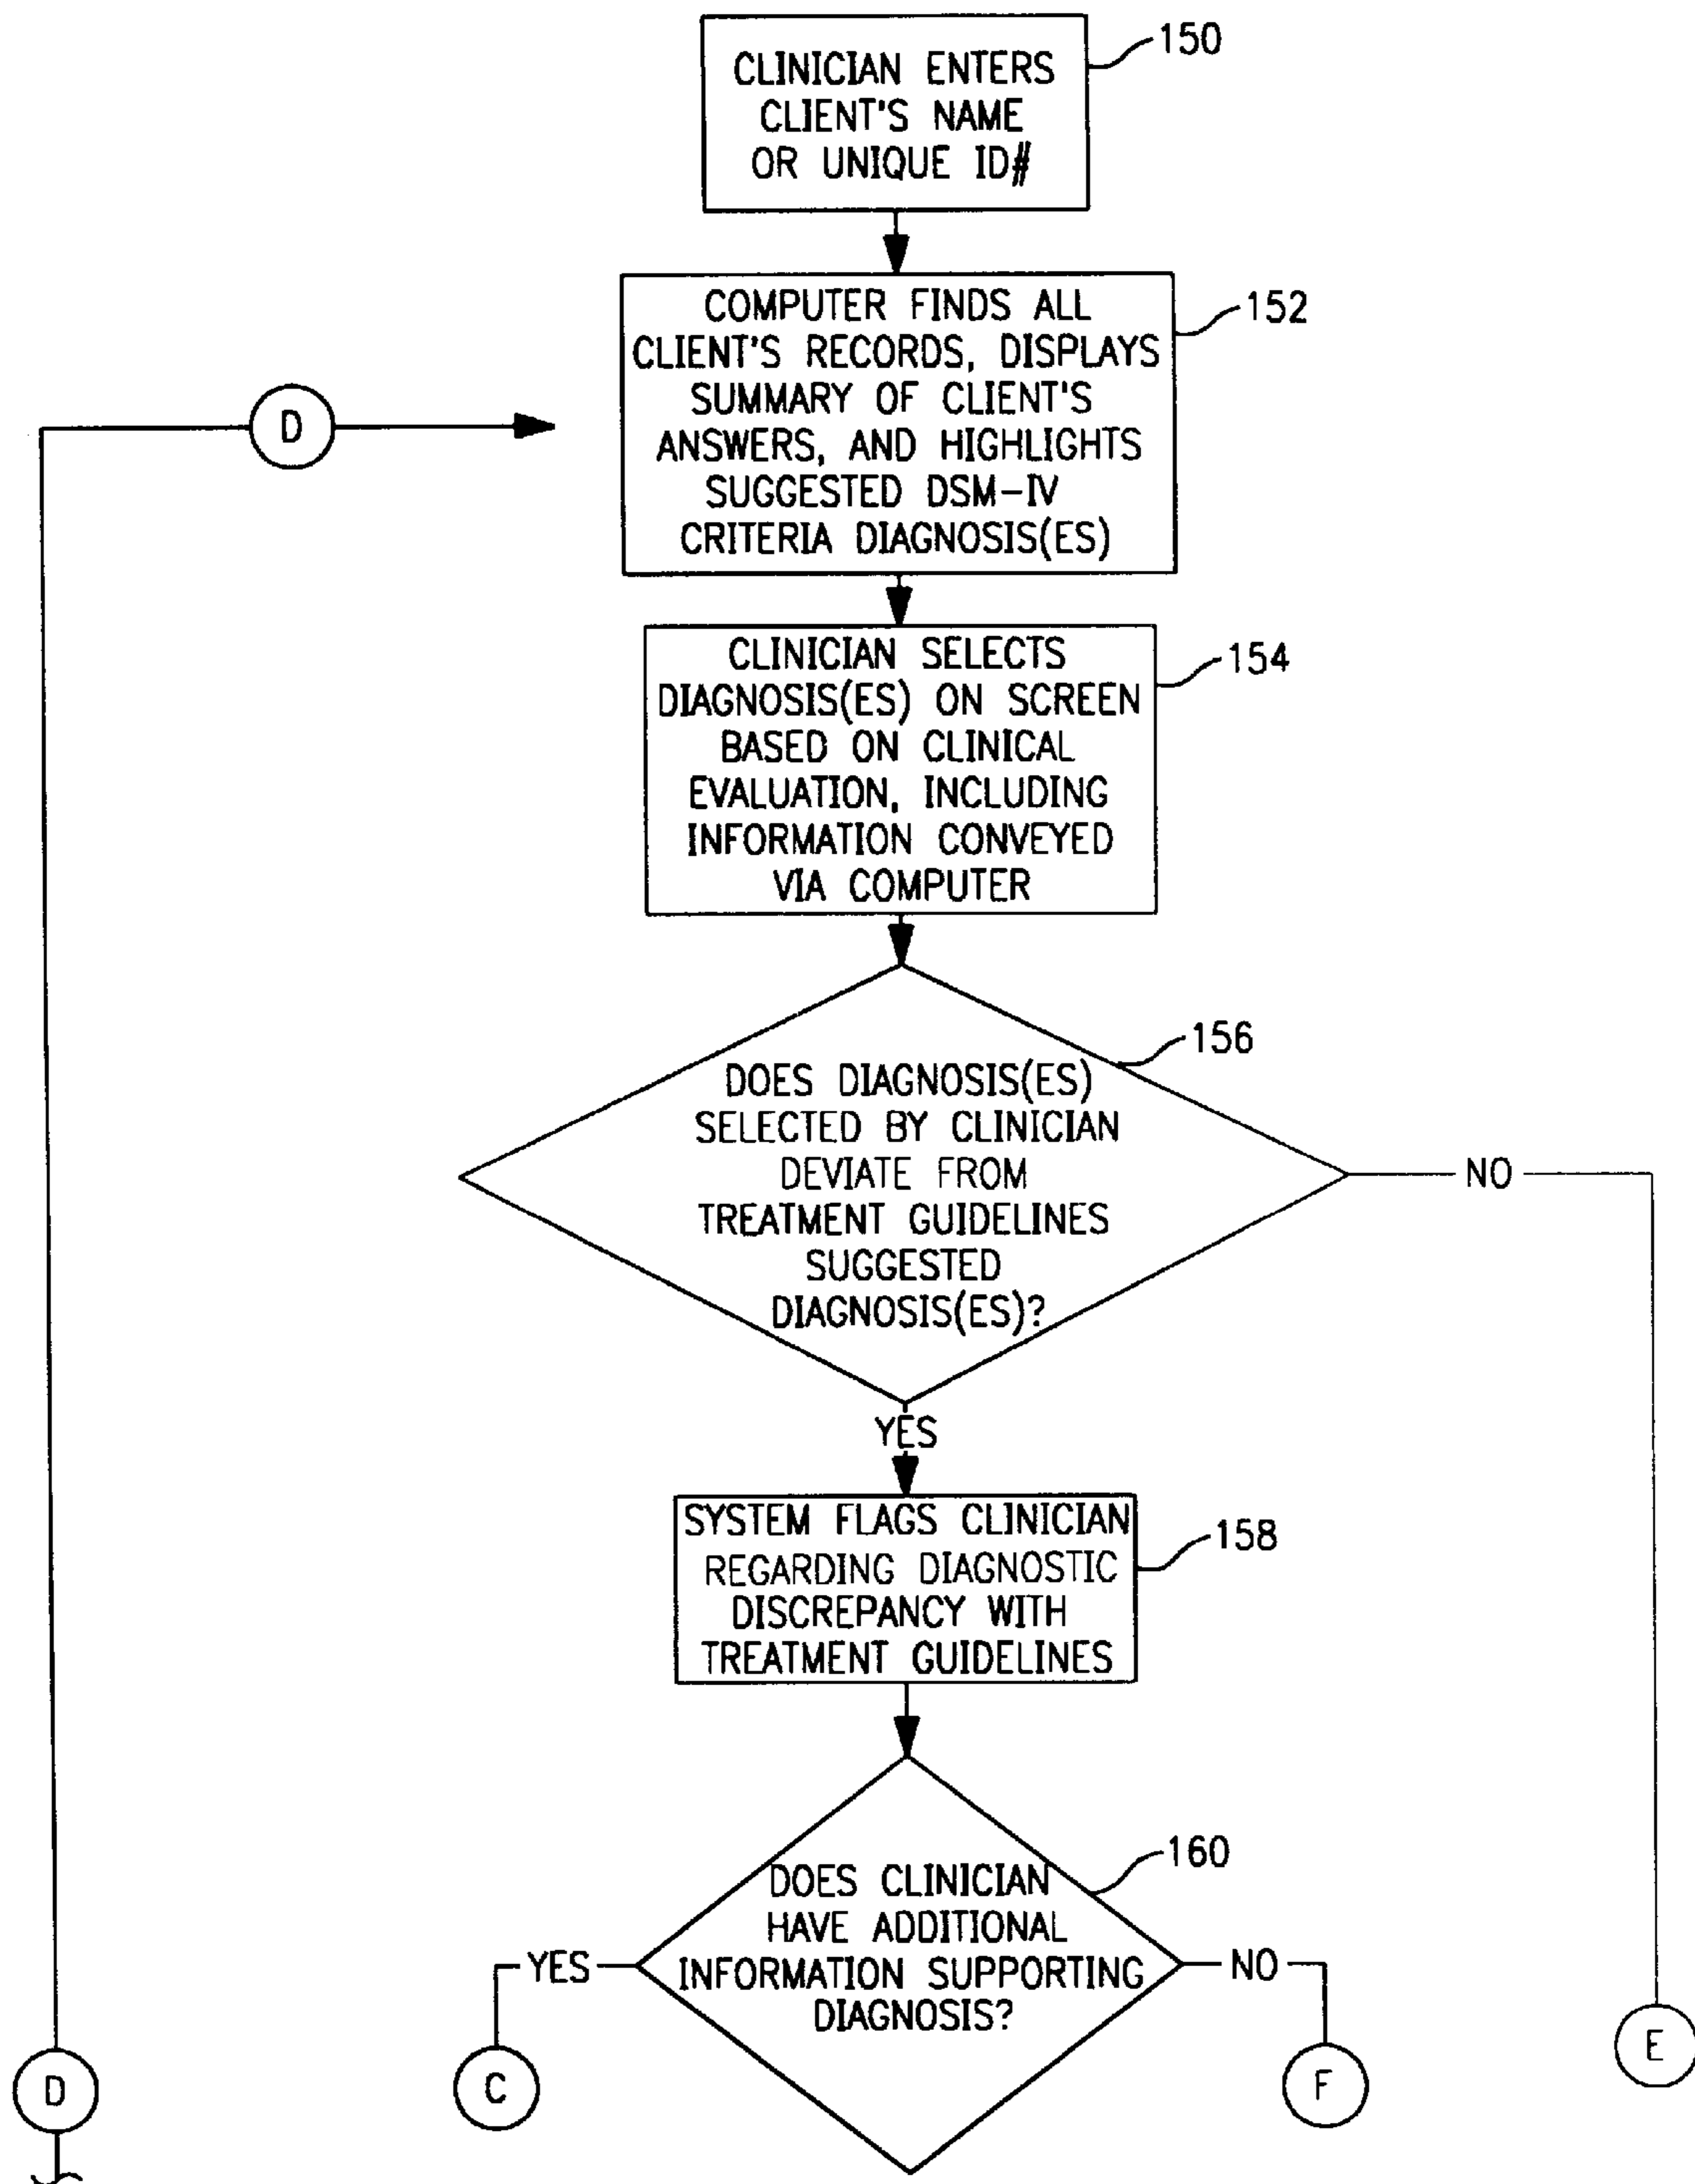 CLINICIAN ENTERS
CLIENT'S NAME
OR UNIQUE ID#
150
COMPUTER FINDS ALL
CLIENT'S RECORDS, DISPLAYS
SUMMARY OF CLIENT'S
ANSWERS, AND HIGHLIGHTS
SUGGESTED DSM-IV
CRITERIA DIAGNOSIS(ES)
152
D
CLINICIAN SELECTS
DIAGNOSIS(ES) ON SCREEN
BASED ON CLINICAL
EVALUATION, INCLUDING
INFORMATION CONVEYED
VIA COMPUTER
154
DOES DIAGNOSIS(ES)
SELECTED BY CLINICIAN
DEVIATE FROM
TREATMENT GUIDELINES
SUGGESTED
DIAGNOSIS(ES)?
156
NO
YES
SYSTEM FLAGS CLINICIAN
REGARDING DIAGNOSTIC
DISCREPANCY WITH
TREATMENT GUIDELINES
158
DOES CLINICIAN
HAVE ADDITIONAL
INFORMATION SUPPORTING
DIAGNOSIS?
160
YES
NO
D
C
F
E